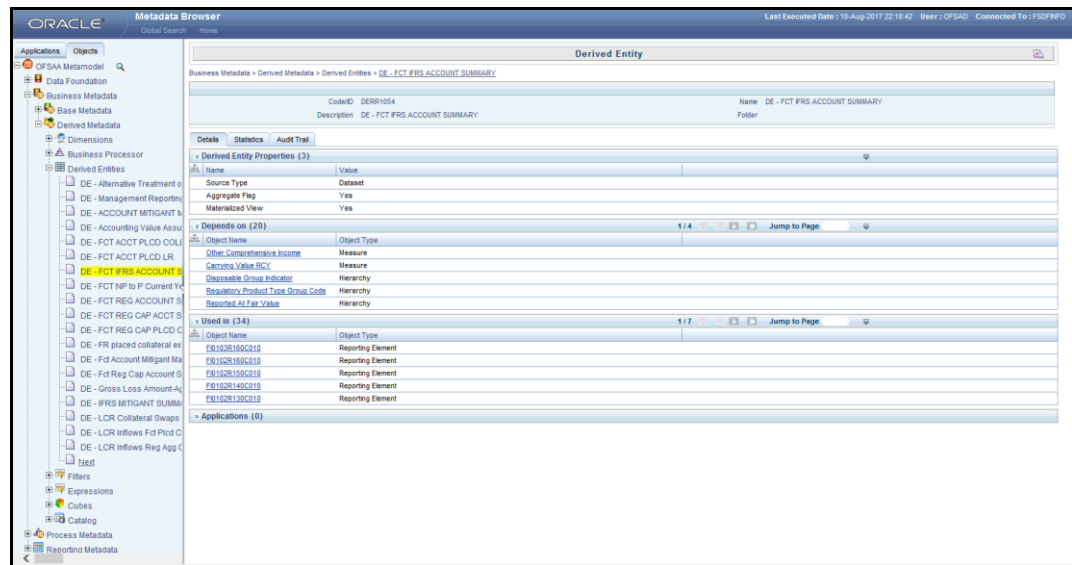 ORACLE
Metadata Browser
Global Search Home
Last Executed Date : 10-Aug-2017 22:18:42 User : OFSAD Connected To : FSDFINFO
Applications Objects
OFSAA Metamodel
Data Foundation
Business Metadata
Base Metadata
Derived Metadata
Dimensions
Business Processor
Derived Entities
DE - Alternative Treatment o
DE - Management Reporting
DE - ACCOUNT MITIGANT M
DE - Accounting Value Assu
DE - FCT ACCT PLCD COLL
DE - FCT ACCT PLCD LR
DE - FCT IFRS ACCOUNT S
DE - FCT NP to P Current Ye
DE - FCT REG ACCOUNT S
DE - FCT REG CAP ACCT S
DE - FCT REG CAP PLCD C
DE - FR placed collateral ex
DE - Fct Account Mitigant Ma
DE - Fct Reg Cap Account S
DE - Gross Loss Amount-Ag
DE - IFRS MITIGANT SUMMA
DE - LCR Collateral Swaps
DE - LCR Inflows Fct Plcd C
DE - LCR Inflows Reg Agg C
Next
Filters
Expressions
Cubes
Catalog
Process Metadata
Reporting Metadata
Derived Entity
Business Metadata > Derived Metadata > Derived Entities > DE - FCT IFRS ACCOUNT SUMMARY
Code/ID DERR1054 Name DE - FCT IFRS ACCOUNT SUMMARY
Description DE - FCT IFRS ACCOUNT SUMMARY Folder
Details Statistics Audit Trail
Derived Entity Properties (3)
Name Value
Source Type Dataset
Aggregate Flag Yes
Materialized View Yes
Depends on (20) 1/4 Jump to Page
Object Name Object Type
Other Comprehensive Income Measure
Carrying Value RCY Measure
Disposable Group Indicator Hierarchy
Regulatory Product Type Group Code Hierarchy
Reported At Fair Value Hierarchy
Used in (34) 1/7 Jump to Page
Object Name Object Type
FI0103R160C010 Reporting Element
FI0102R160C010 Reporting Element
FI0102R150C010 Reporting Element
FI0102R140C010 Reporting Element
FI0102R130C010 Reporting Element
Applications (0)